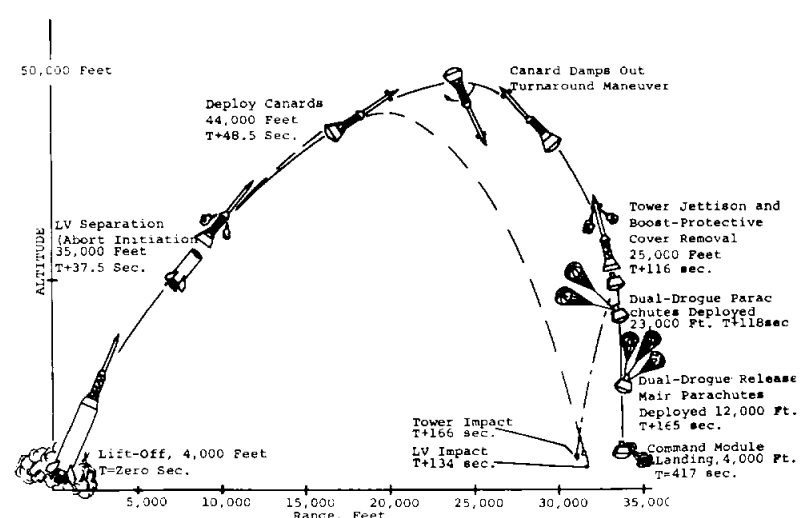 50,000 Feet
Canard Damps Out
Turnaround Maneuver
Deploy Canards
44,000 Feet
T+48.5 Sec.
LV Separation
(Abort Initiation
35,000 Feet
T+37.5 Sec.
ALTITUDE
Tower Jettison and
Boost-Protective
Cover Removal
25,000 Feet
T+116 sec.
Dual-Drogue Parac
chutes Deployed
23,000 Ft. T+118sec
Dual-Drogue Release
Mair Parachutes
Deployed 12,000 Ft.
T+165 sec.
Tower Impact
T+166 sec.
LV Impact
T+134 sec.
Command Module
Landing, 4,000 Ft.
T=417 sec.
Lift-Off, 4,000 Feet
T=Zero Sec.
5,000 10,000 15,000 20,000 25,000 30,000 35,000
Range, Feet